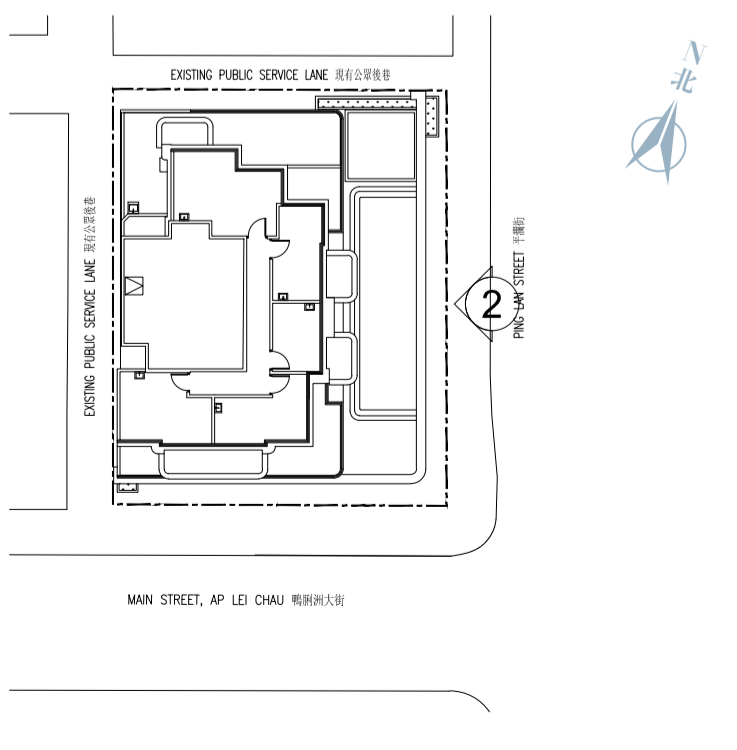 EXISTING PUBLIC SERVICE LANE 現有公眾後巷
N
北
EXISTING PUBLIC SERVICE LANE 現有公眾後巷
2
PING LAN STREET 平瀾街
MAIN STREET, AP LEI CHAU 鴨脷洲大街